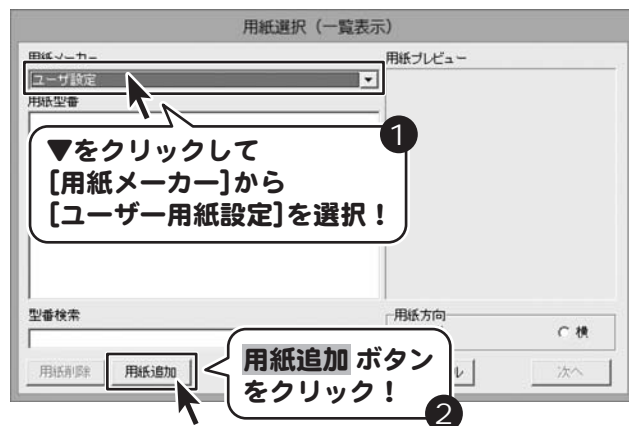 用紙選択（一覧表示）
用紙メーカー
用紙プレビュー
ユーザ設定
用紙型番
1
▼をクリックして
[用紙メーカー]から
[ユーザー用紙設定]を選択！
型番検索
用紙方向
横
用紙削除
用紙追加
ル
次へ
用紙追加 ボタン
をクリック！
2